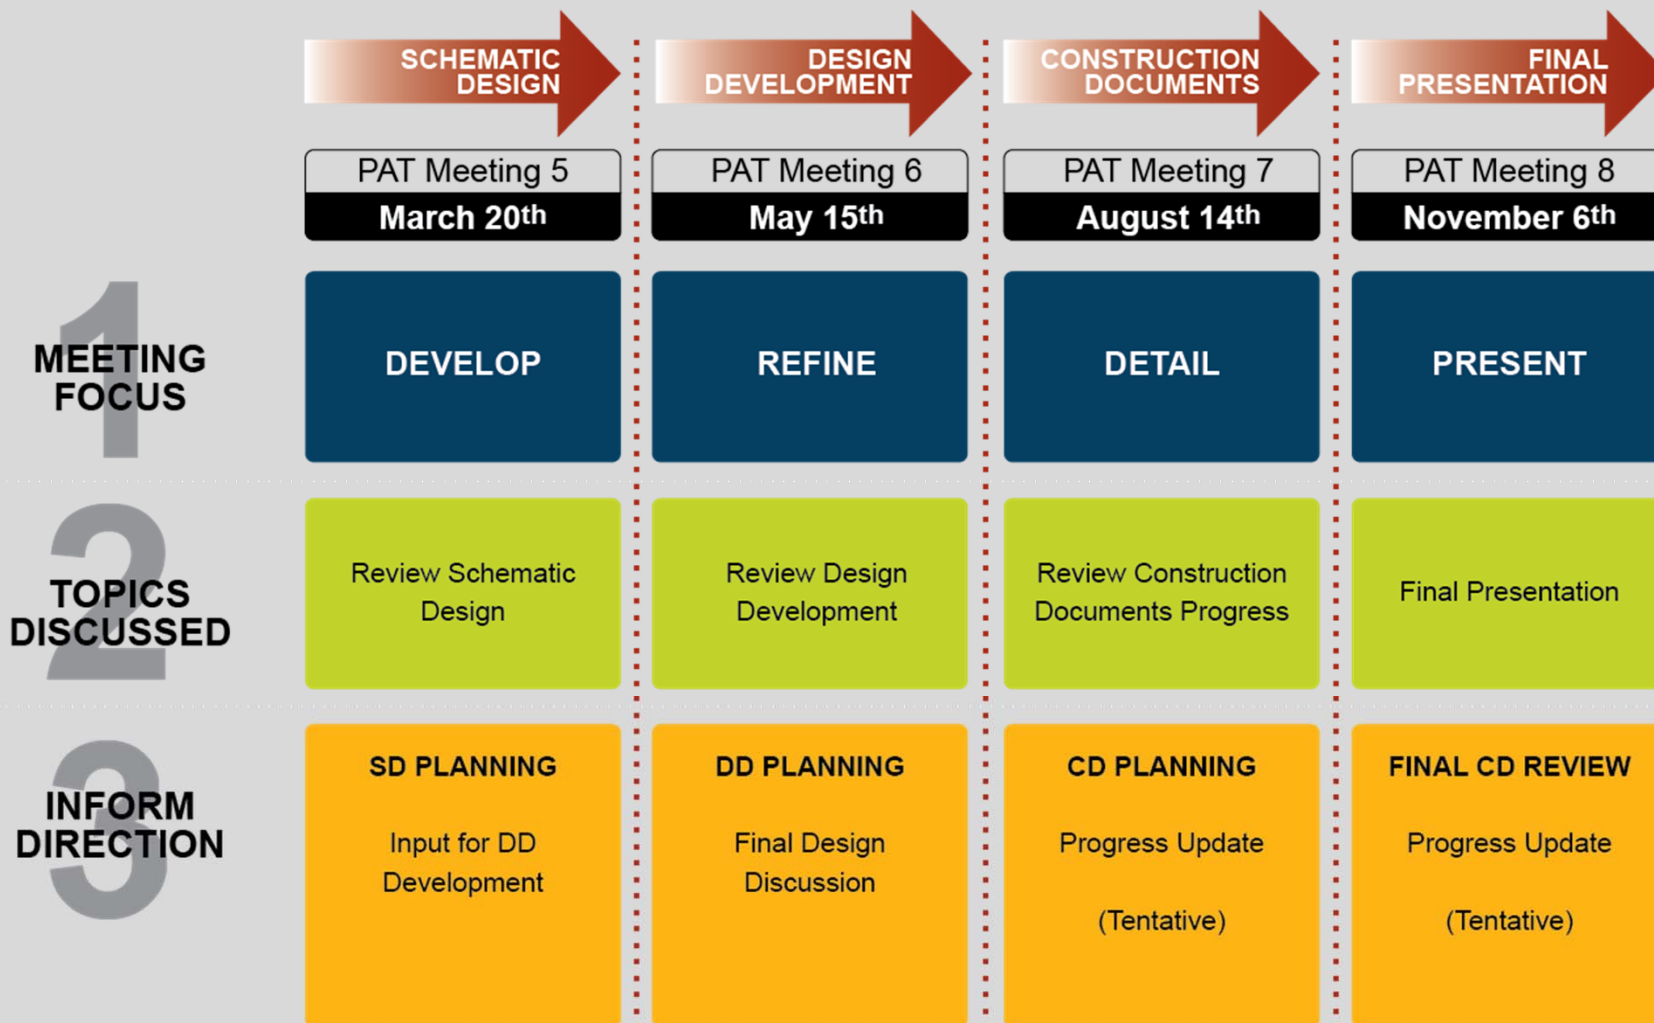 SCHEMATIC
DESIGN
DESIGN
DEVELOPMENT
CONSTRUCTION
DOCUMENTS
FINAL
PRESENTATION
PAT Meeting 5
March 20th
PAT Meeting 6
May 15th
PAT Meeting 7
August 14th
PAT Meeting 8
November 6th
1
MEETING
FOCUS
DEVELOP
REFINE
DETAIL
PRESENT
2
TOPICS
DISCUSSED
Review Schematic
Design
Review Design
Development
Review Construction
Documents Progress
Final Presentation
3
INFORM
DIRECTION
SD PLANNING
Input for DD
Development
DD PLANNING
Final Design
Discussion
CD PLANNING
Progress Update
(Tentative)
FINAL CD REVIEW
Progress Update
(Tentative)